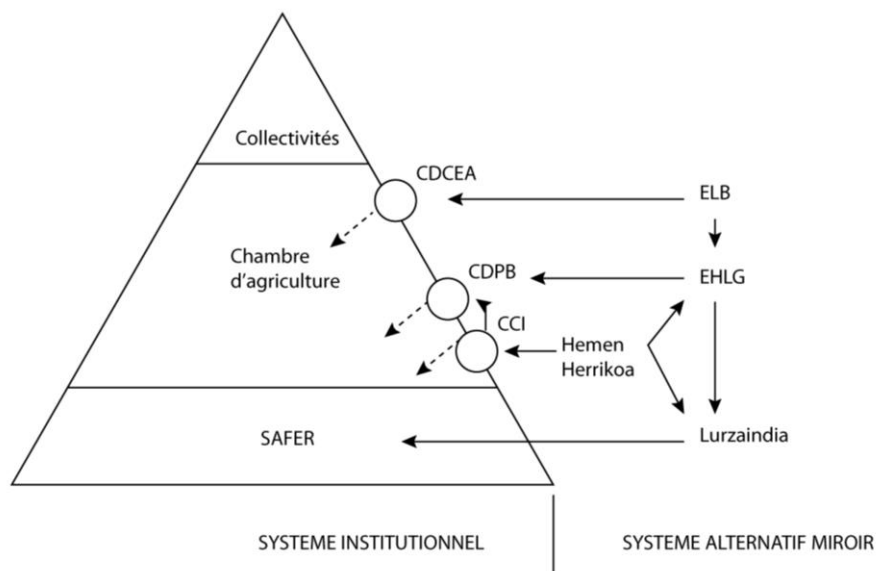 Collectivités
CDCEA
ELB
Chambre
d'agriculture
CDPB
EHLG
CCI
Hemen
Herrikoa
SAFER
Lurzaindia
SYSTEME INSTITUTIONNEL
SYSTEME ALTERNATIF MIROIR